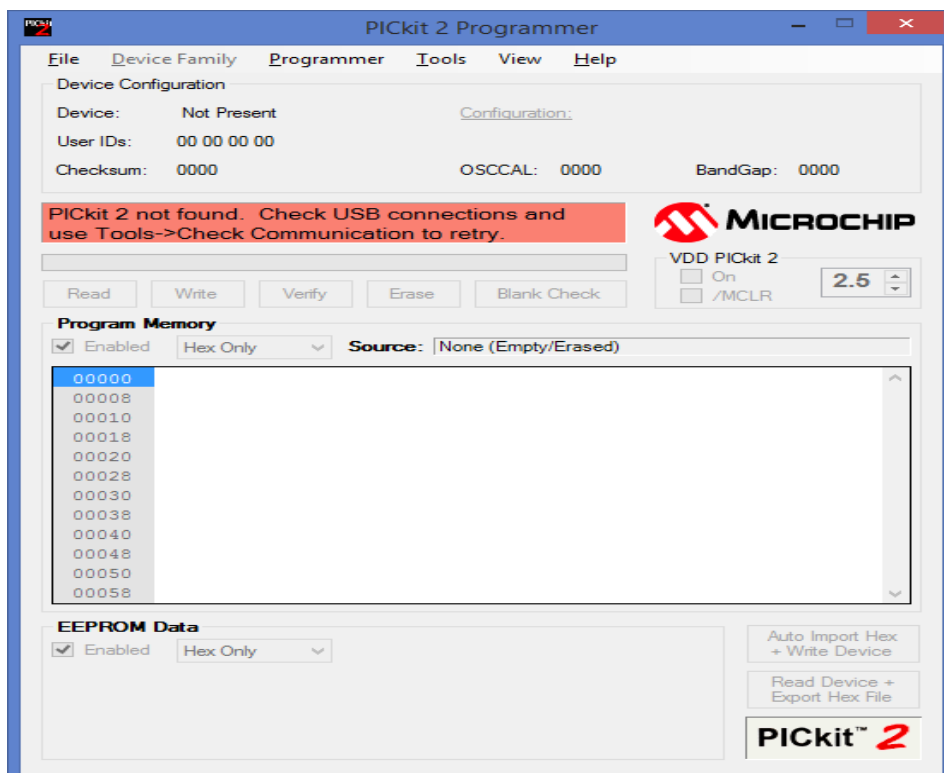 PICkit 2 Programmer
File Device Family Programmer Tools View Help
Device Configuration
Device: Not Present Configuration:
User IDs: 00 00 00 00
Checksum: 0000 OSCCAL: 0000 BandGap: 0000
PICkit 2 not found. Check USB connections and
use Tools->Check Communication to retry.
MICROCHIP
VDD PICkit 2
On
/MCLR
2.5
Read Write Verify Erase Blank Check
Program Memory
Enabled Hex Only Source: None (Empty/Erased)
00000
00008
00010
00018
00020
00028
00030
00038
00040
00048
00050
00058
EEPROM Data
Enabled Hex Only
Auto Import Hex
+ Write Device
Read Device +
Export Hex File
PICkit™ 2